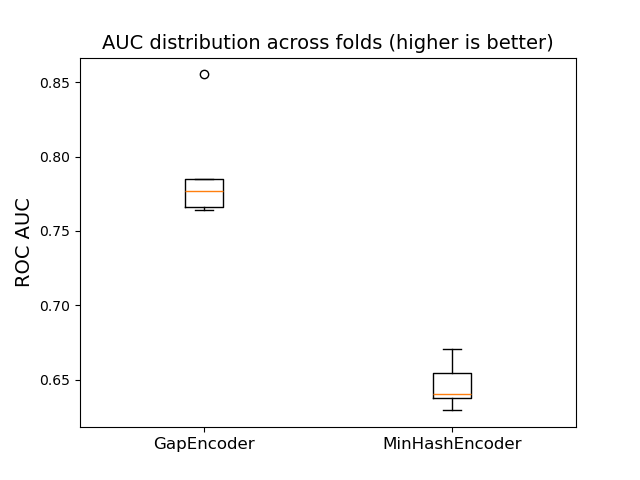 AUC distribution across folds (higher is better)
ROC AUC
0.85
0.80
0.75
0.70
0.65
GapEncoder
MinHashEncoder